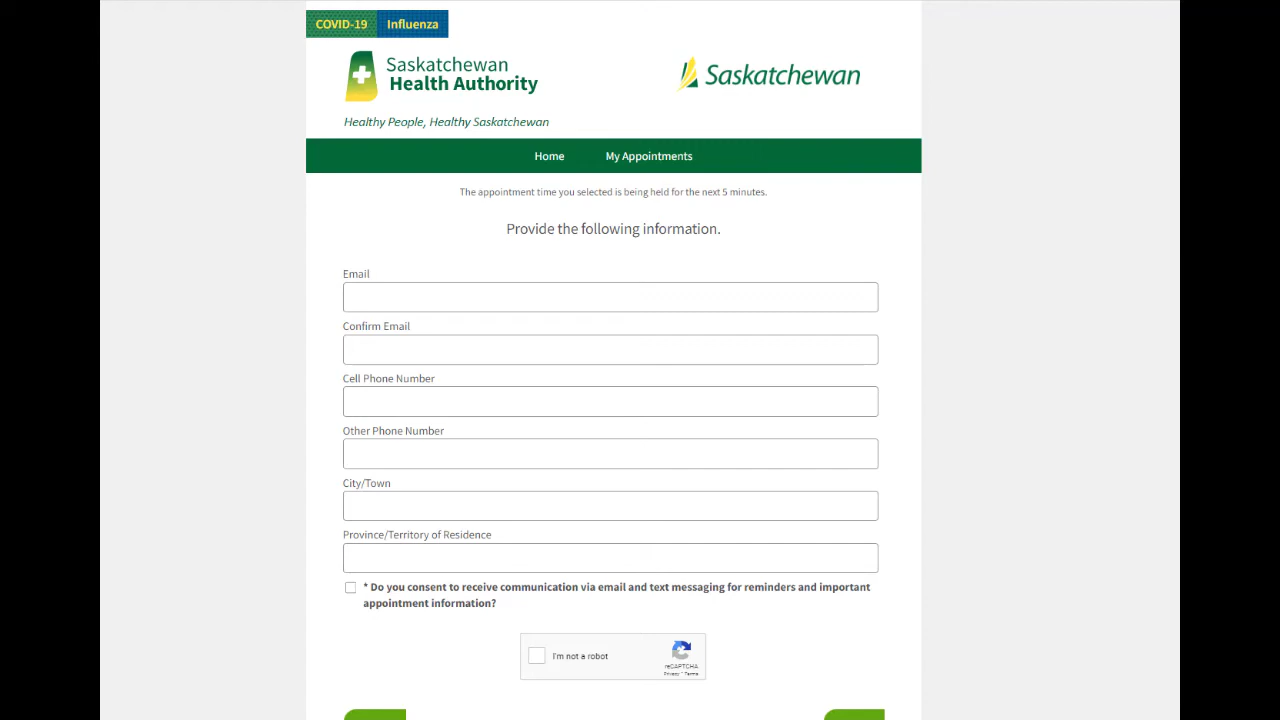 COVID-19 Influenza
Saskatchewan
Health Authority
Saskatchewan
Healthy People, Healthy Saskatchewan
Home My Appointments
The appointment time you selected is being held for the next 5 minutes.
Provide the following information.
Email
Confirm Email
Cell Phone Number
Other Phone Number
City/Town
Province/Territory of Residence
* Do you consent to receive communication via email and text messaging for reminders and important
appointment information?
I'm not a robot
reCAPTCHA
Privacy - Terms